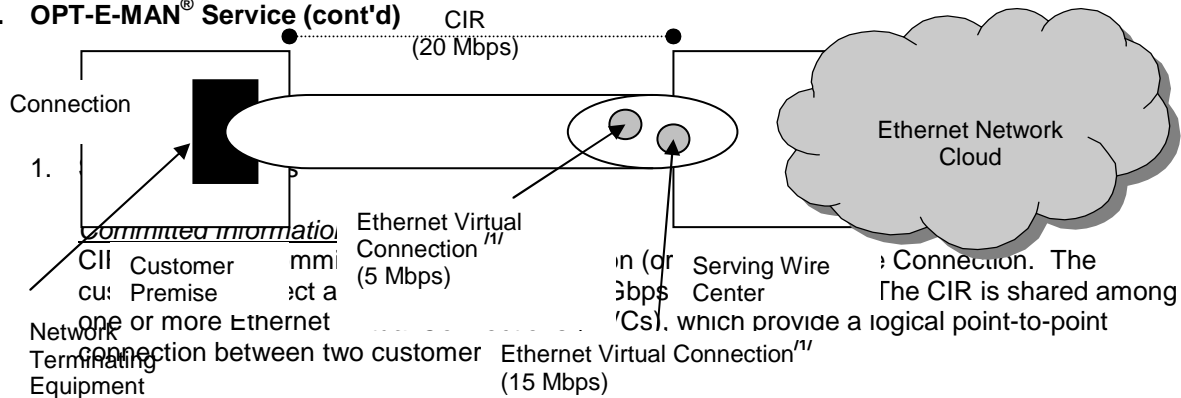 . OPT-E-MAN® Service (cont'd)
CIR
(20 Mbps)
Connection
Ethernet Network
Cloud
1.
Ethernet Virtual
Connection /1/
(5 Mbps)
Committed Informatio
CI Customer Premise
Serving Wire
Center
Connection. The
The CIR is shared among
one or more Ethernet Cs), which provide a logical point-to-point
connection between two customer
Network
Terminating
Equipment
Ethernet Virtual Connection/1/
(15 Mbps)